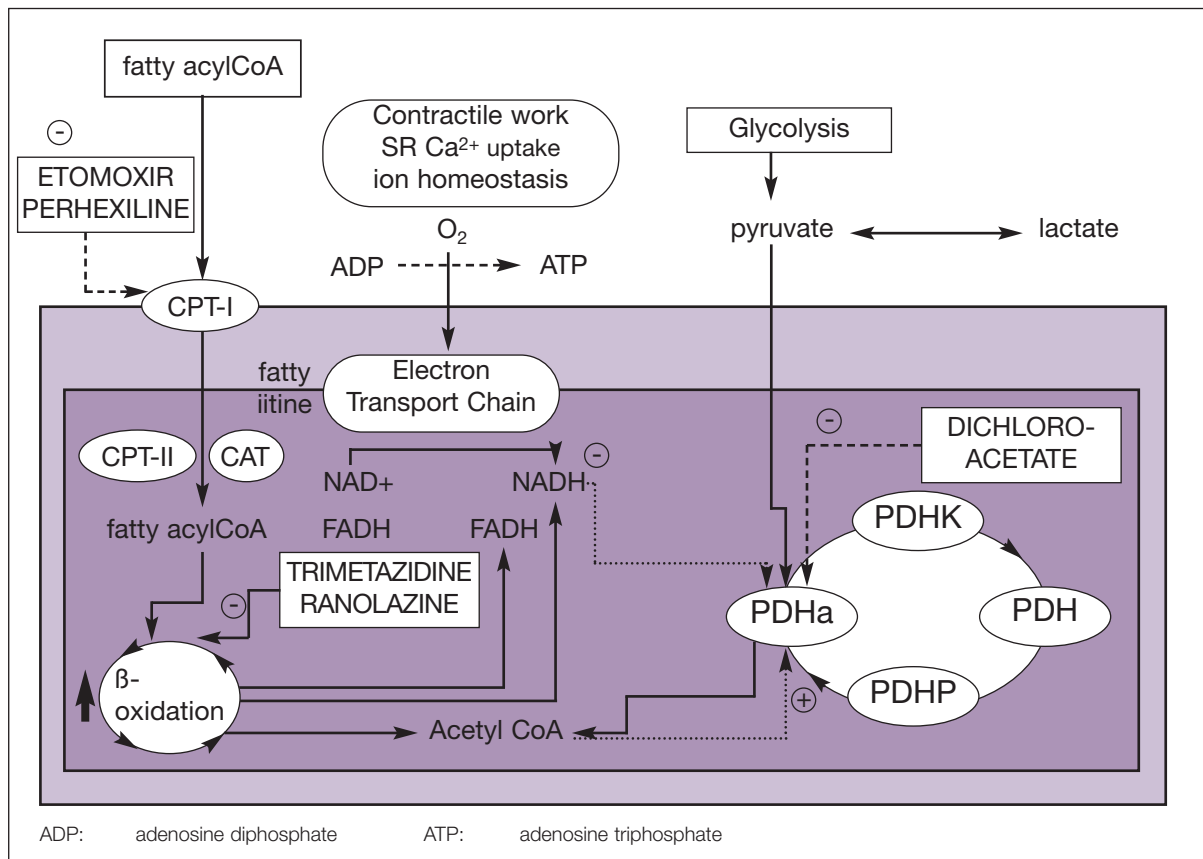 fatty acylCoA
⊖
ETOMOXIR
PERHEXILINE
CPT-I
Contractile work
SR Ca²⁺ uptake
ion homeostasis
O₂
ADP
ATP
Glycolysis
pyruvate
lactate
fatty
iitine
Electron
Transport Chain
CPT-II
CAT
NAD+
NADH
⊖
fatty acylCoA
FADH
FADH
TRIMETAZIDINE
RANOLAZINE
⊖
ß-
oxidation
Acetyl CoA
⊖
DICHLORO-
ACETATE
PDHK
PDHa
PDH
PDHP
⊕
ADP: adenosine diphosphate ATP: adenosine triphosphate